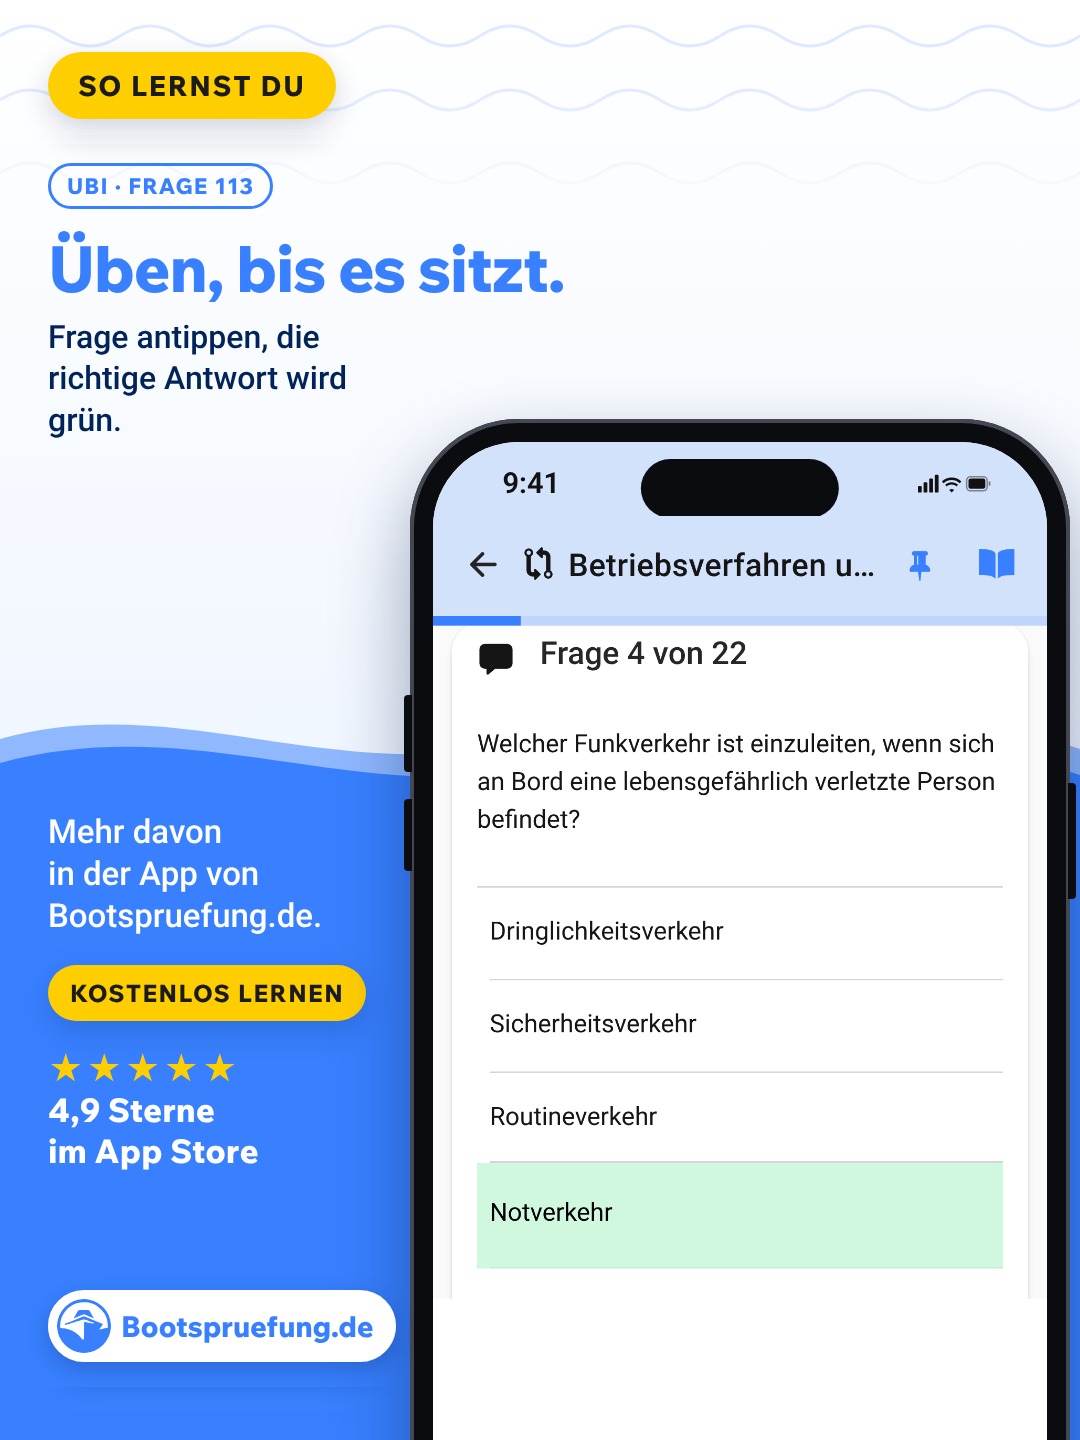 SO LERNST DU
UBI • FRAGE 113
Üben, bis es sitzt.
Frage antippen, die
richtige Antwort wird
grün.
9:41
Betriebsverfahren u...
Frage 4 von 22
Welcher Funkverkehr ist einzuleiten, wenn sich
an Bord eine lebensgefährlich verletzte Person
befindet?
Dringlichkeitsverkehr
Sicherheitsverkehr
Routineverkehr
Notverkehr
Mehr davon
in der App von
Bootspruefung.de.
KOSTENLOS LERNEN
★★★★★
4,9 Sterne
im App Store
Bootspruefung.de